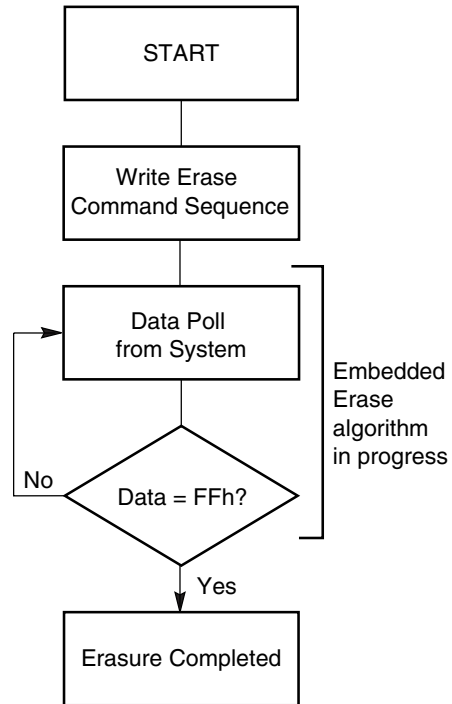 START
Write Erase
Command Sequence
Data Poll
from System
Embedded
Erase
algorithm
in progress
No
Data = FFh?
Yes
Erasure Completed